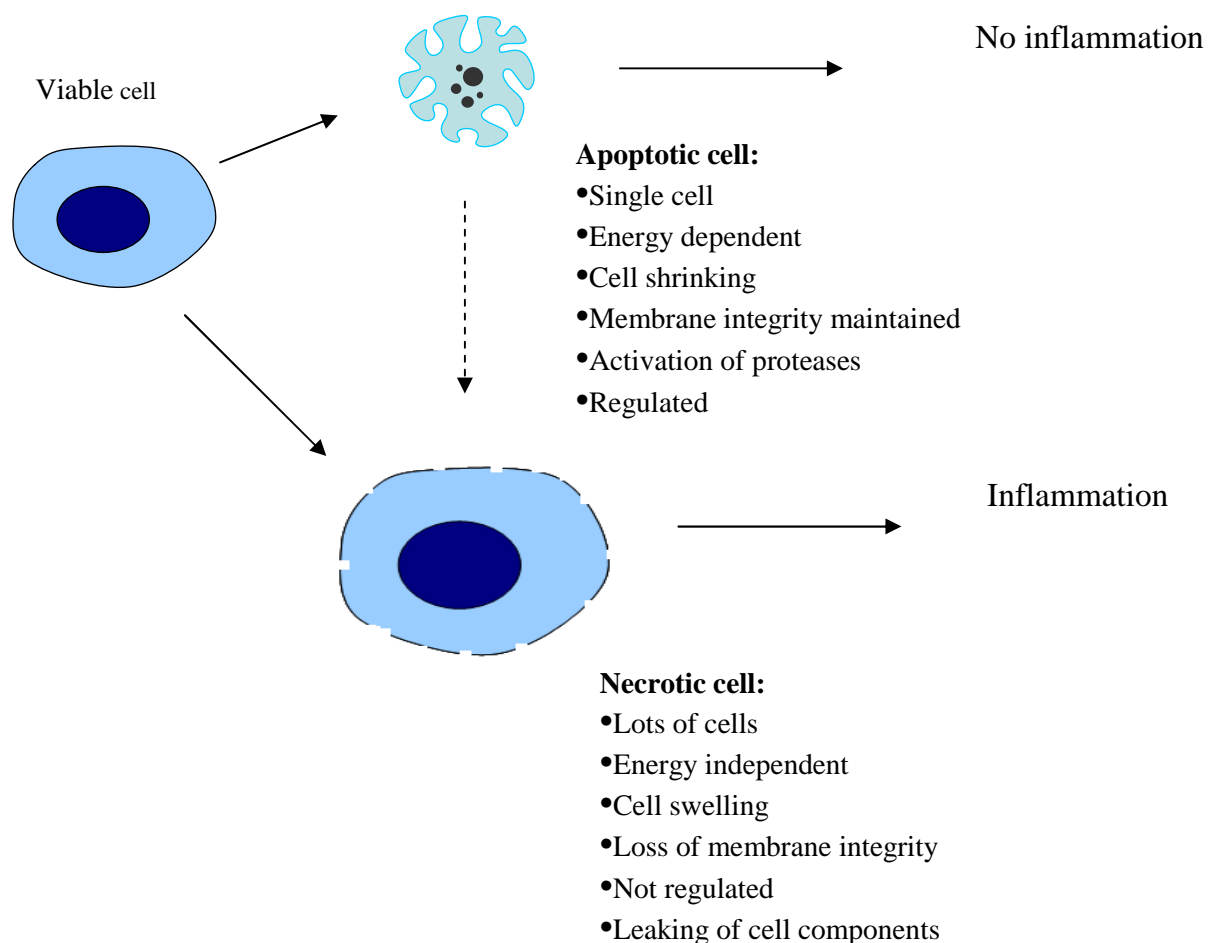 No inflammation
Viable cell
Apoptotic cell:
•Single cell
•Energy dependent
•Cell shrinking
•Membrane integrity maintained
•Activation of proteases
•Regulated
Inflammation
Necrotic cell:
•Lots of cells
•Energy independent
•Cell swelling
•Loss of membrane integrity
•Not regulated
•Leaking of cell components